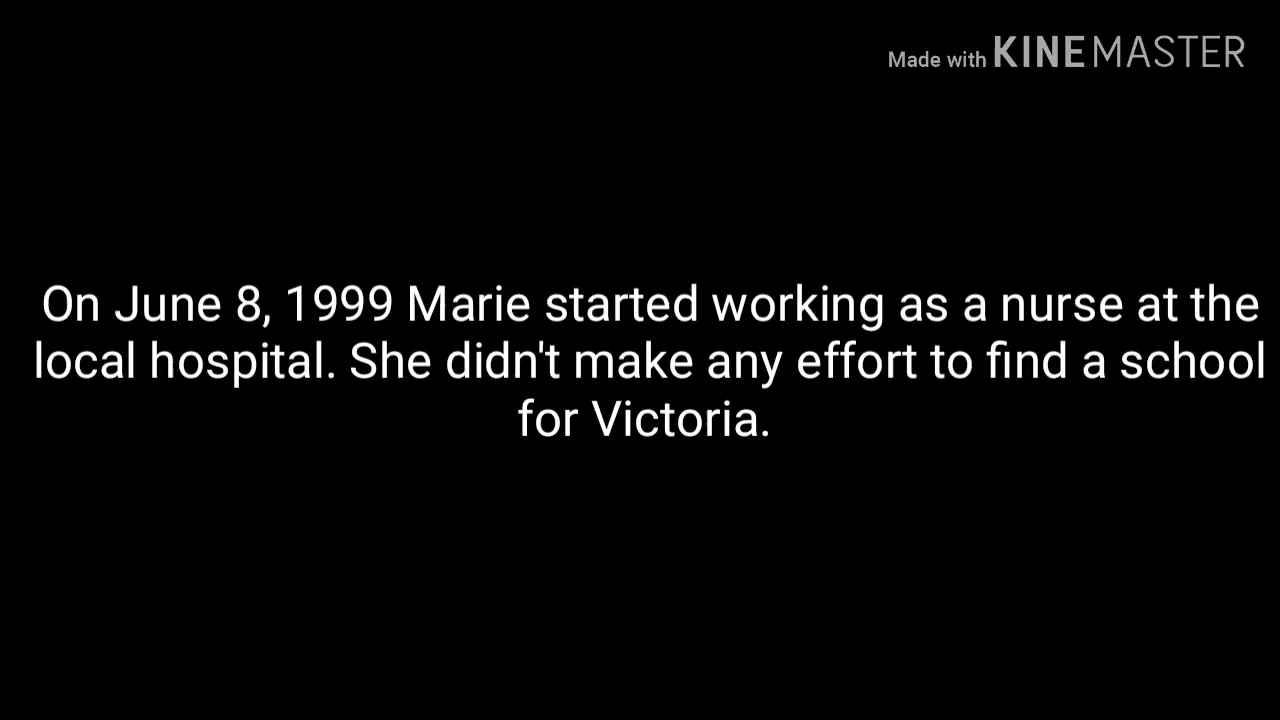 Made with KINEMASTER
On June 8, 1999 Marie started working as a nurse at the
local hospital. She didn't make any effort to find a school
for Victoria.